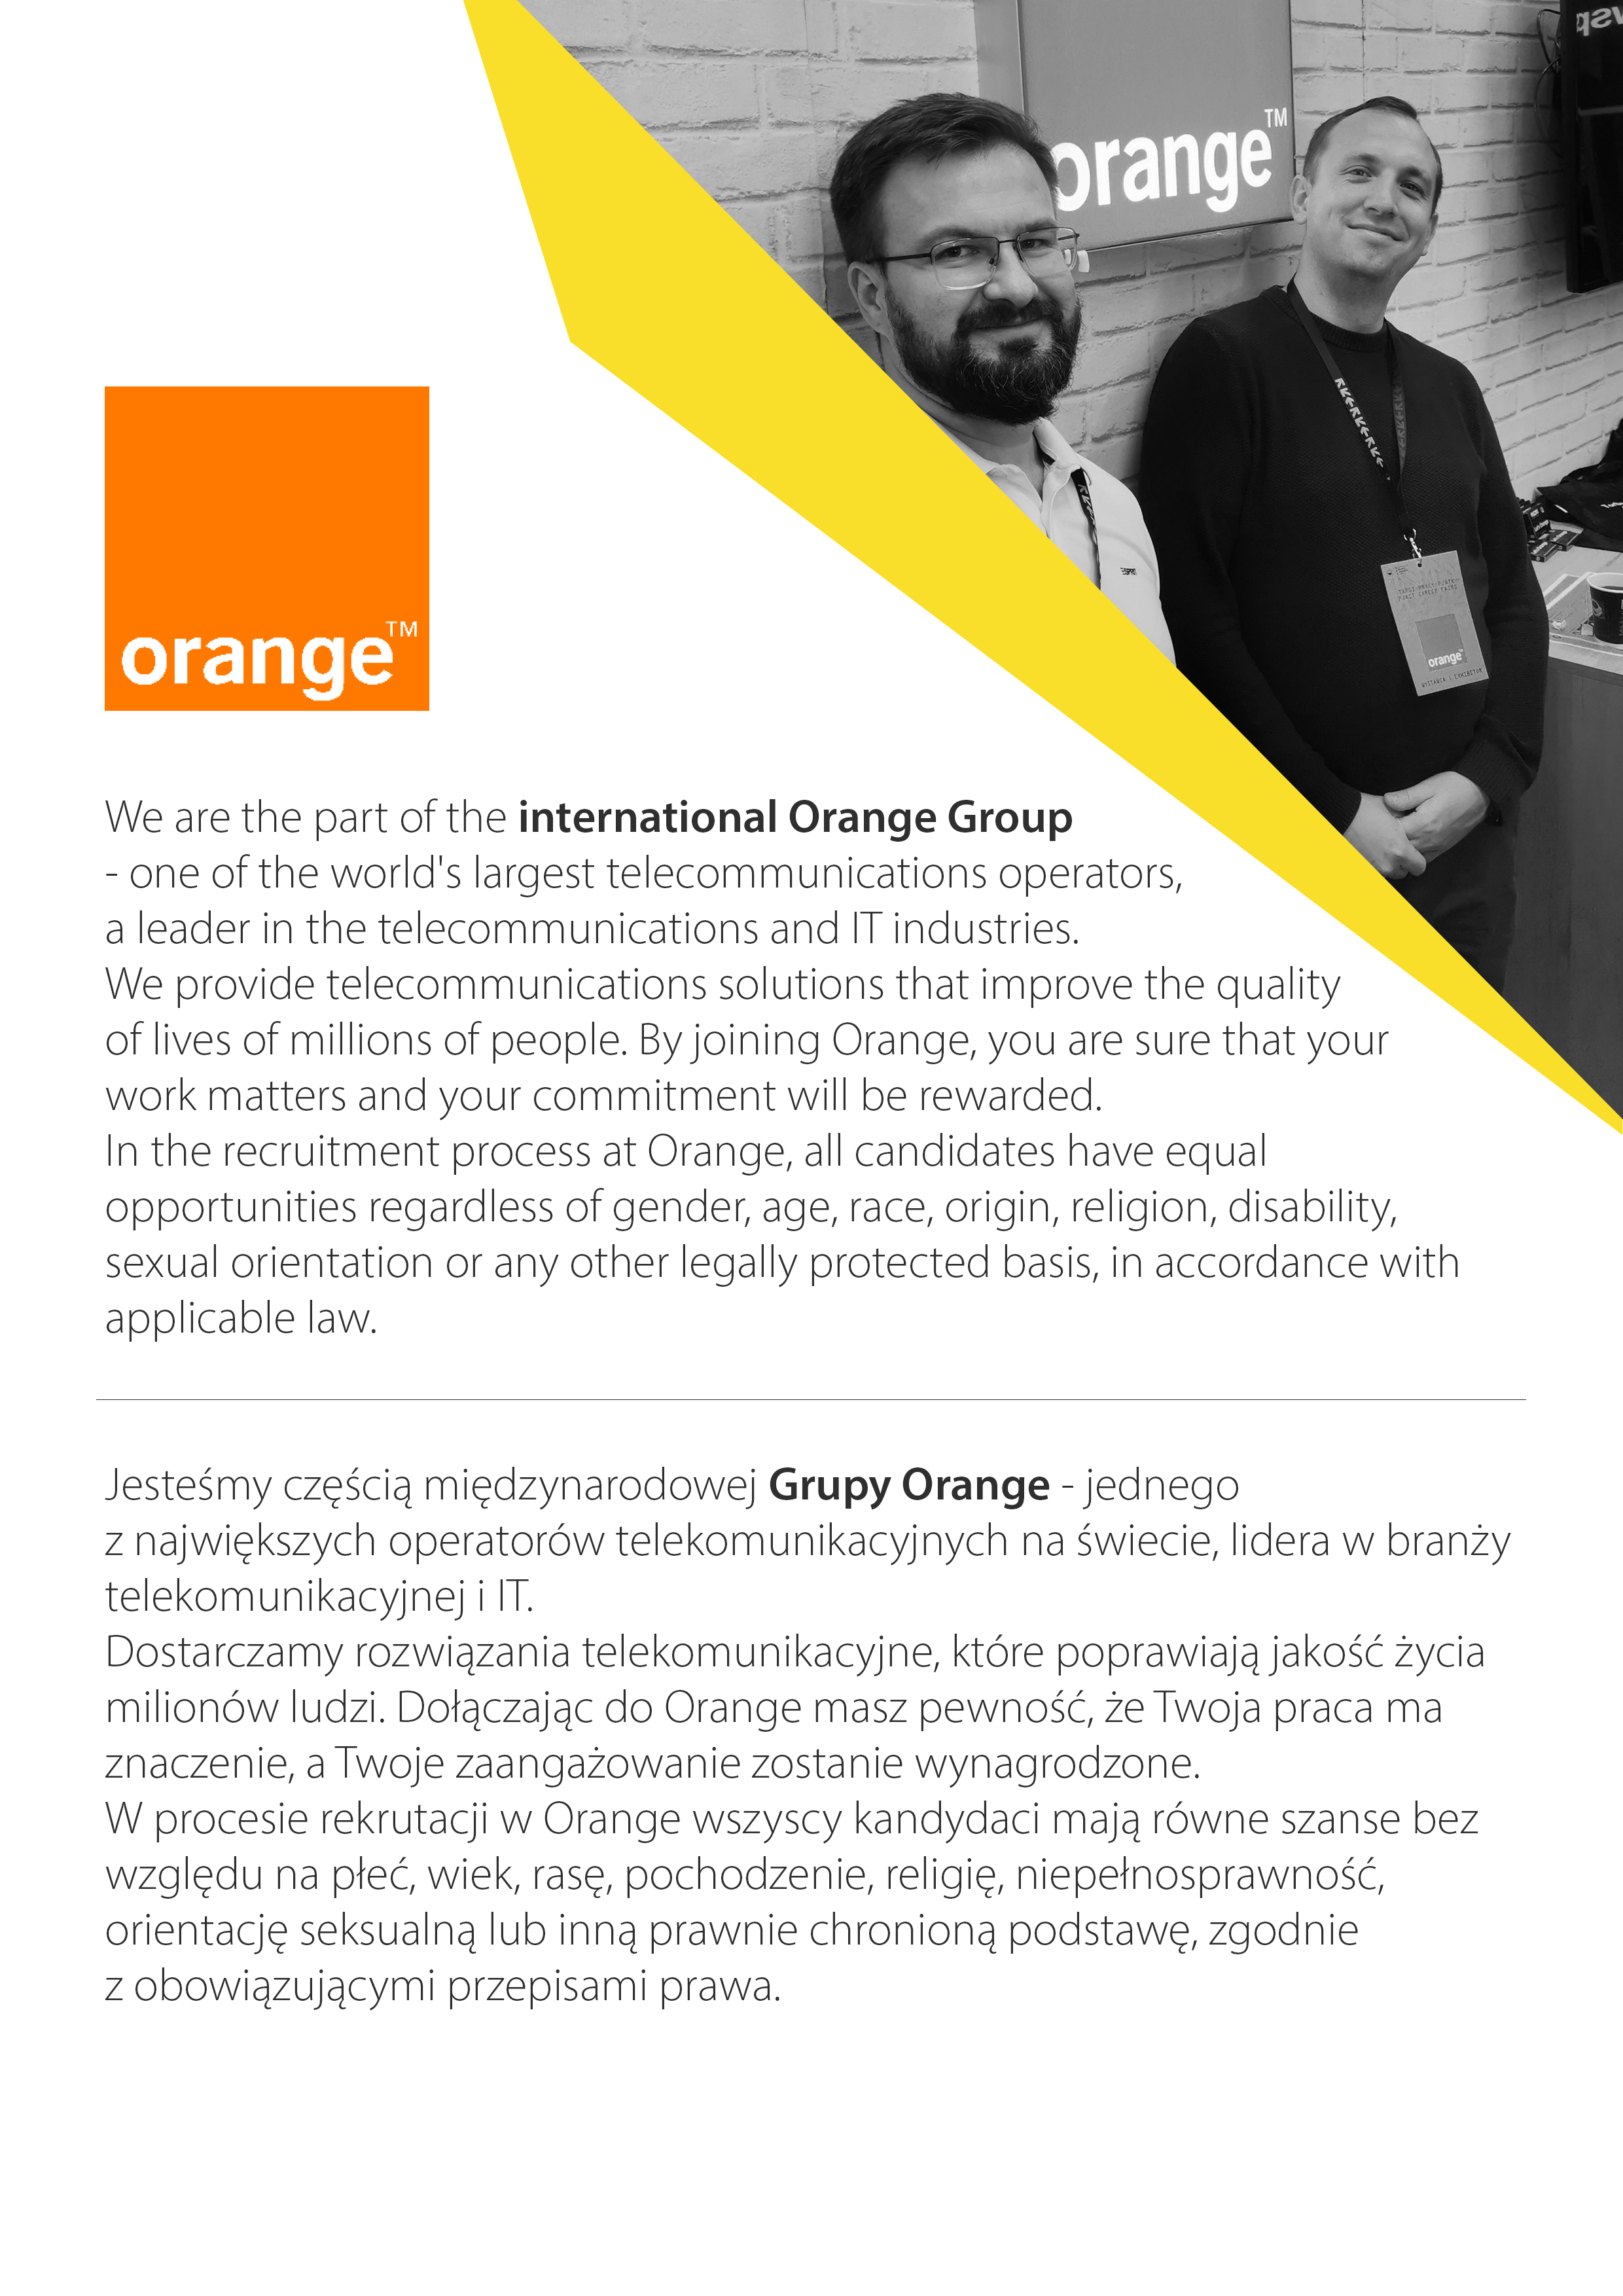 qsw
orange™
ESPRIT
orange
WYSTAWCA | EXHIBITOR
orange™
We are the part of the international Orange Group
- one of the world's largest telecommunications operators,
a leader in the telecommunications and IT industries.
We provide telecommunications solutions that improve the quality
of lives of millions of people. By joining Orange, you are sure that your
work matters and your commitment will be rewarded.
In the recruitment process at Orange, all candidates have equal
opportunities regardless of gender, age, race, origin, religion, disability,
sexual orientation or any other legally protected basis, in accordance with
applicable law.
Jesteśmy częścią międzynarodowej Grupy Orange - jednego
z największych operatorów telekomunikacyjnych na świecie, lidera w branży
telekomunikacyjnej i IT.
Dostarczamy rozwiązania telekomunikacyjne, które poprawiają jakość życia
milionów ludzi. Dołączając do Orange masz pewność, że Twoja praca ma
znaczenie, a Twoje zaangażowanie zostanie wynagrodzone.
W procesie rekrutacji w Orange wszyscy kandydaci mają równe szanse bez
względu na płeć, wiek, rasę, pochodzenie, religię, niepełnosprawność,
orientację seksualną lub inną prawnie chronioną podstawę, zgodnie
z obowiązującymi przepisami prawa.